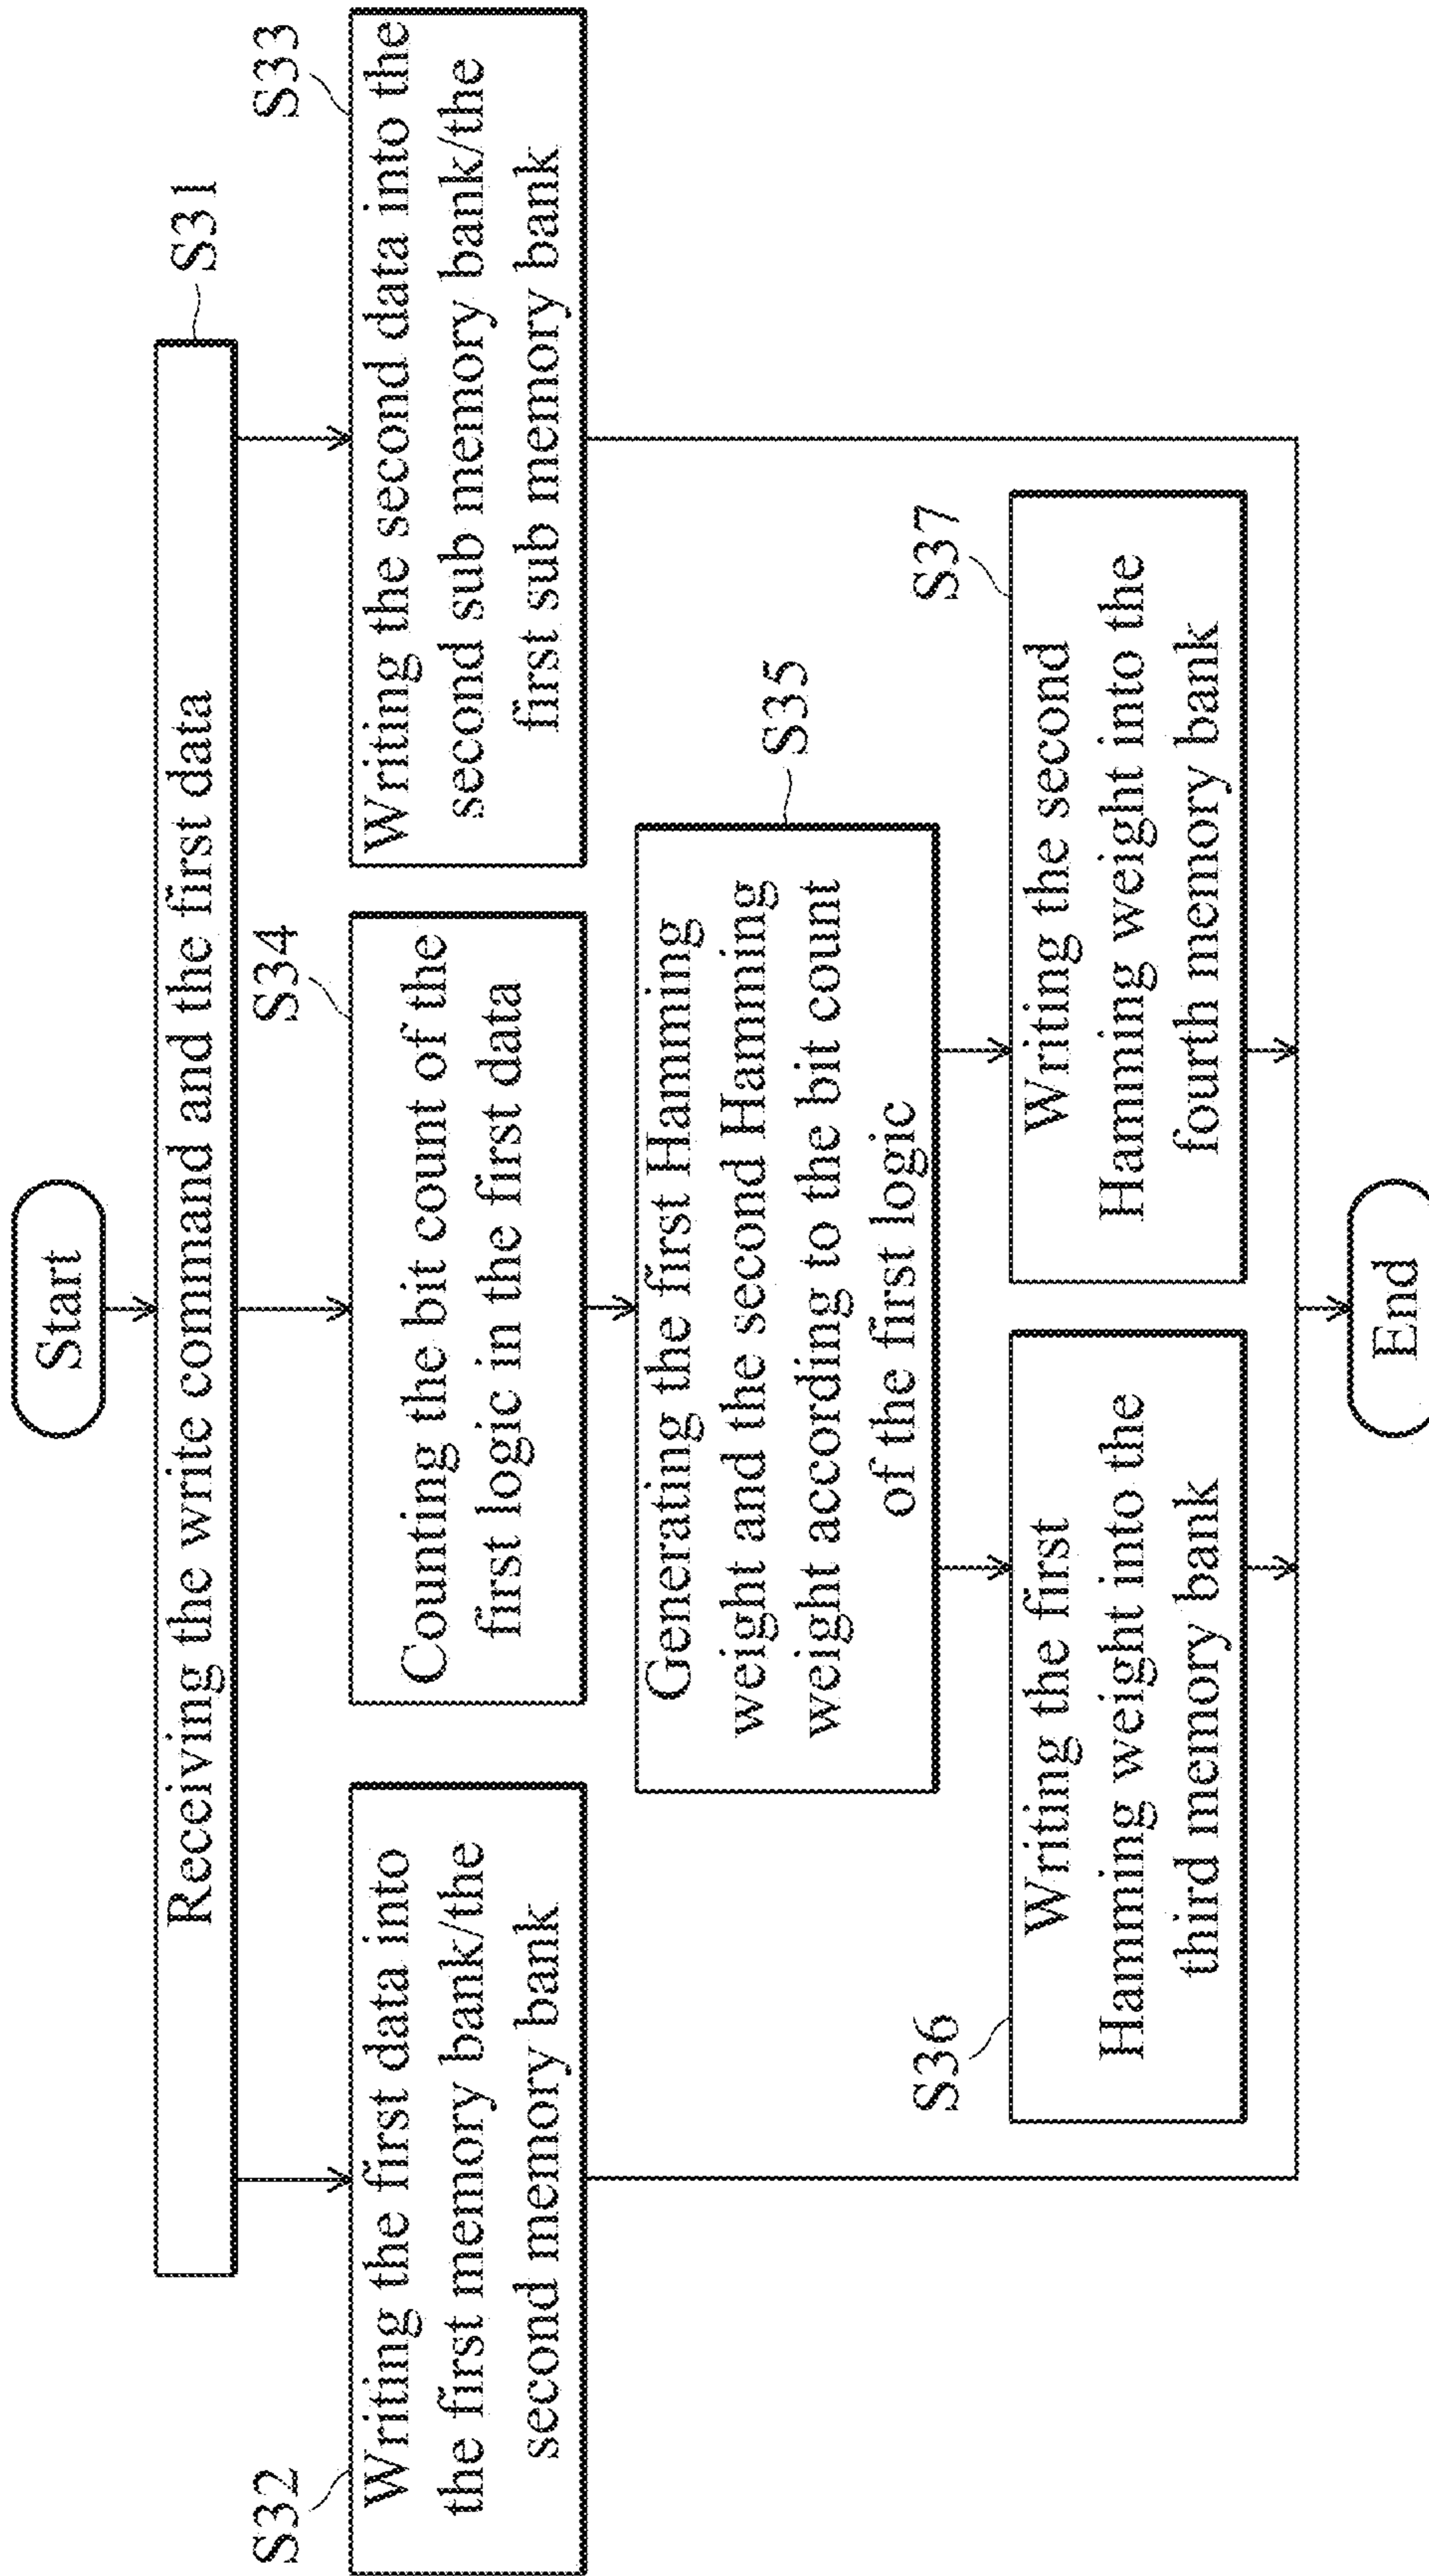 Start
Receiving the write command and the first data
S31
S32
Writing the first data into
the first memory bank/the
second memory bank
S34
Counting the bit count of the
first logic in the first data
S33
Writing the second data into the
second sub memory bank/the
first sub memory bank
S35
Generating the first Hamming
weight and the second Hamming
weight according to the bit count
of the first logic
S36
Writing the first
Hamming weight into the
third memory bank
S37
Writing the second
Hamming weight into the
fourth memory bank
End